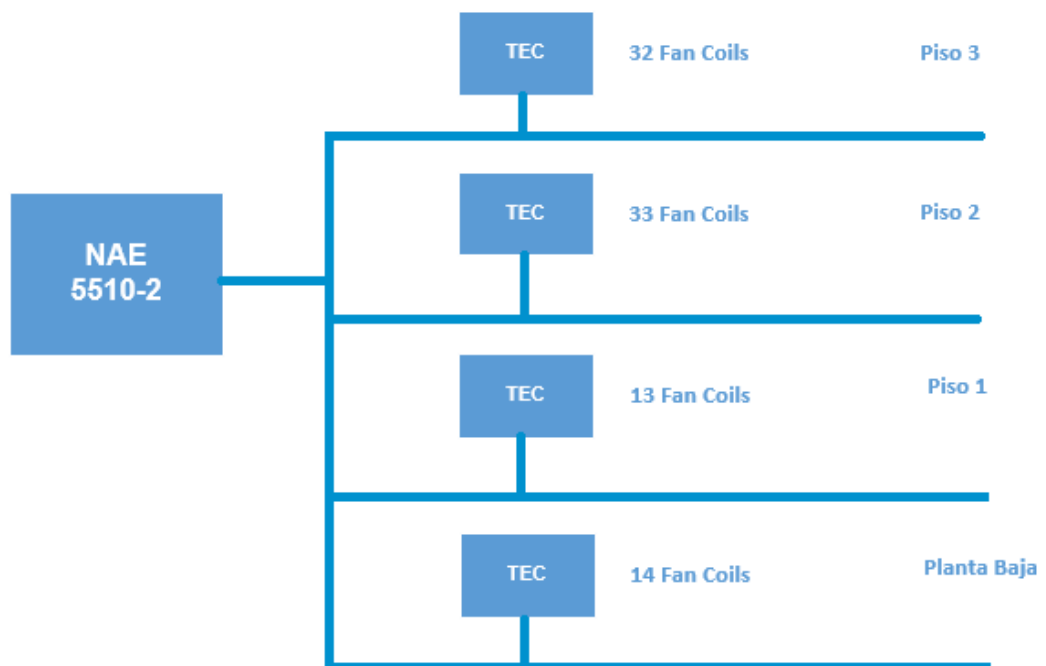 TEC 32 Fan Coils Piso 3
TEC 33 Fan Coils Piso 2
NAE
5510-2
TEC 13 Fan Coils Piso 1
TEC 14 Fan Coils Planta Baja